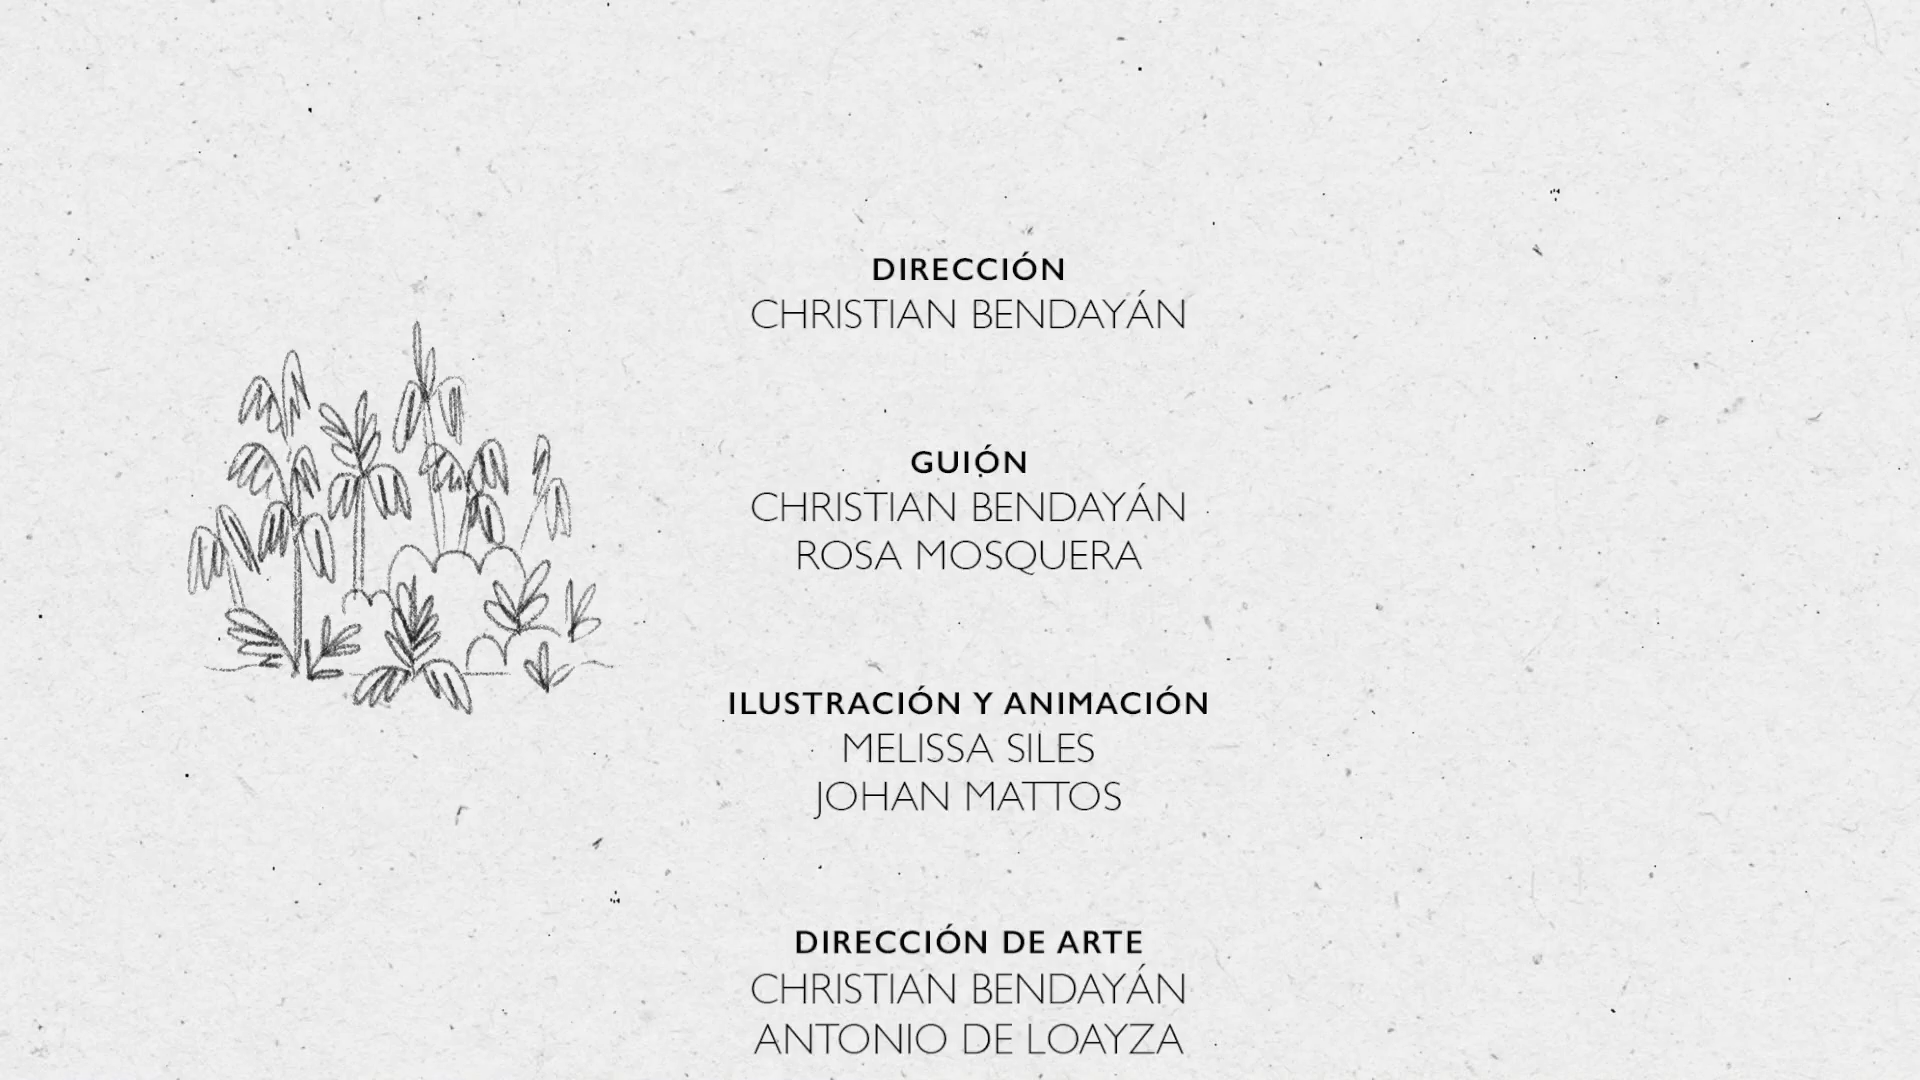 DIRECCIÓN
CHRISTIAN BENDAYÁN
GUIÓN
CHRISTIAN BENDAYÁN
ROSA MOSQUERA
ILUSTRACIÓN Y ANIMACIÓN
MELISSA SILES
JOHAN MATTOS
DIRECCIÓN DE ARTE
CHRISTIAN BENDAYÁN
ANTONIO DE LOAYZA